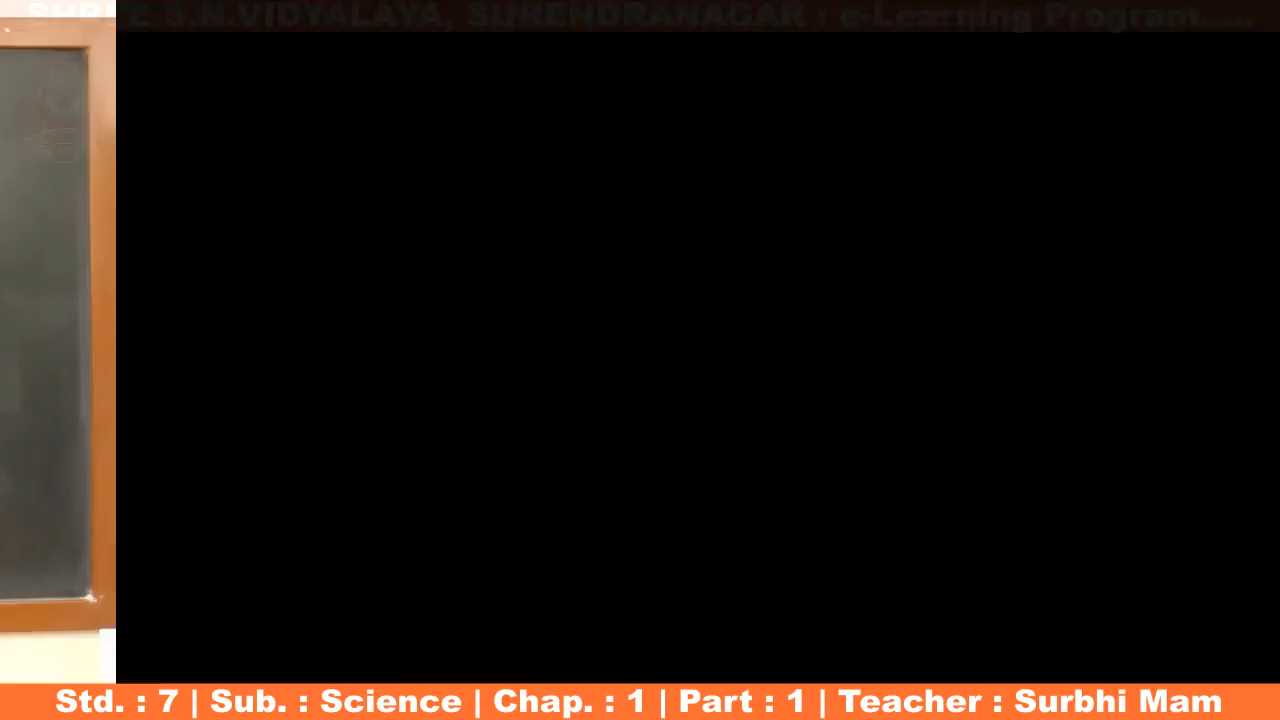 SHREE S.N.VIDYALAYA, SURENDRANAGAR : e-Learning Program.....
Std. : 7 | Sub. : Science | Chap. : 1 | Part : 1 | Teacher : Surbhi Mam